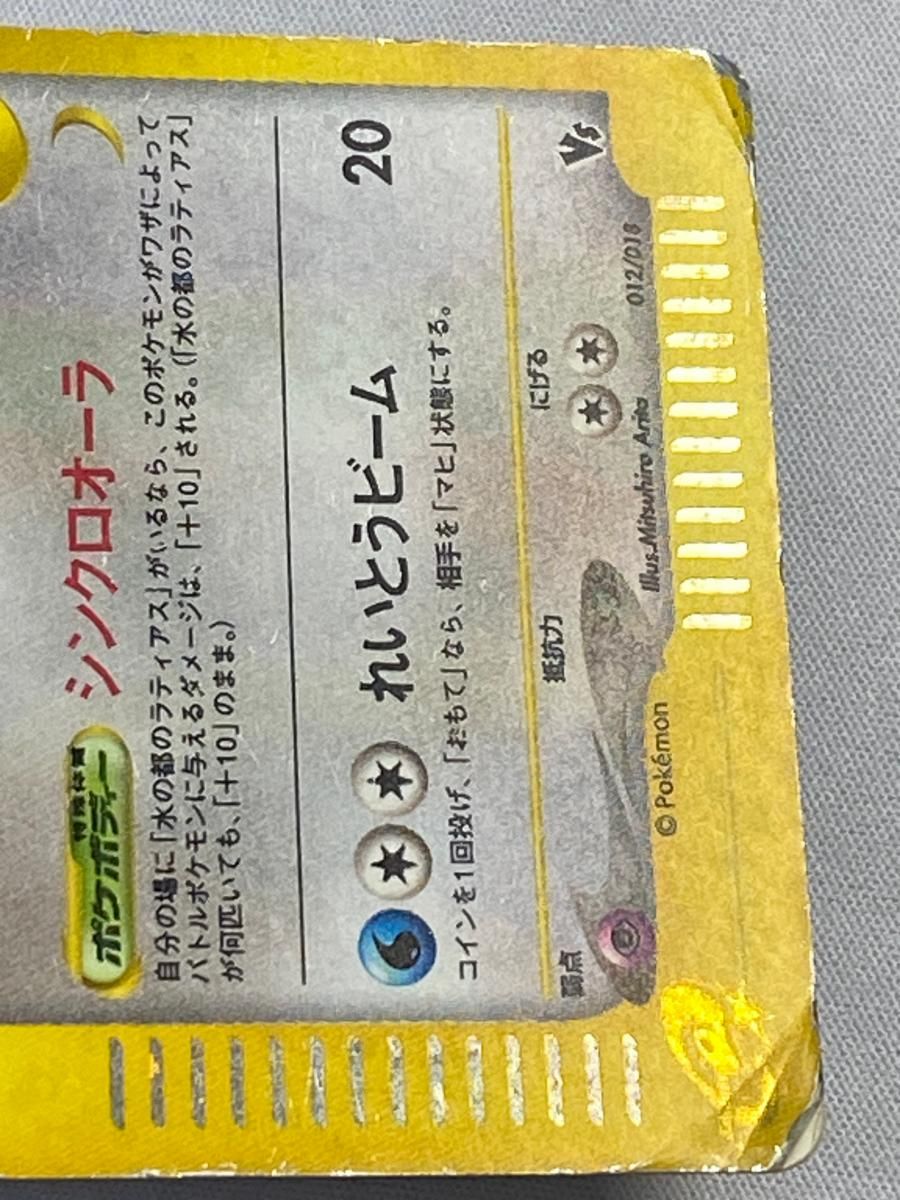 特殊体質
ポケボディー シンクロオーラ
自分の場に「水の都のラティアス」がいるなら、このポケモンがワザによって
バトルポケモンに与えるダメージは、「＋10」される。(「水の都のラティアス」
が何匹いても、「＋10」のまま。)
れいとうビーム 20
コインを1回投げ、「おもて」なら、相手を「マヒ」状態にする。
弱点 抵抗力 にげる
Illus.Mitsuhiro Arita
©Pokémon 012/018 VS